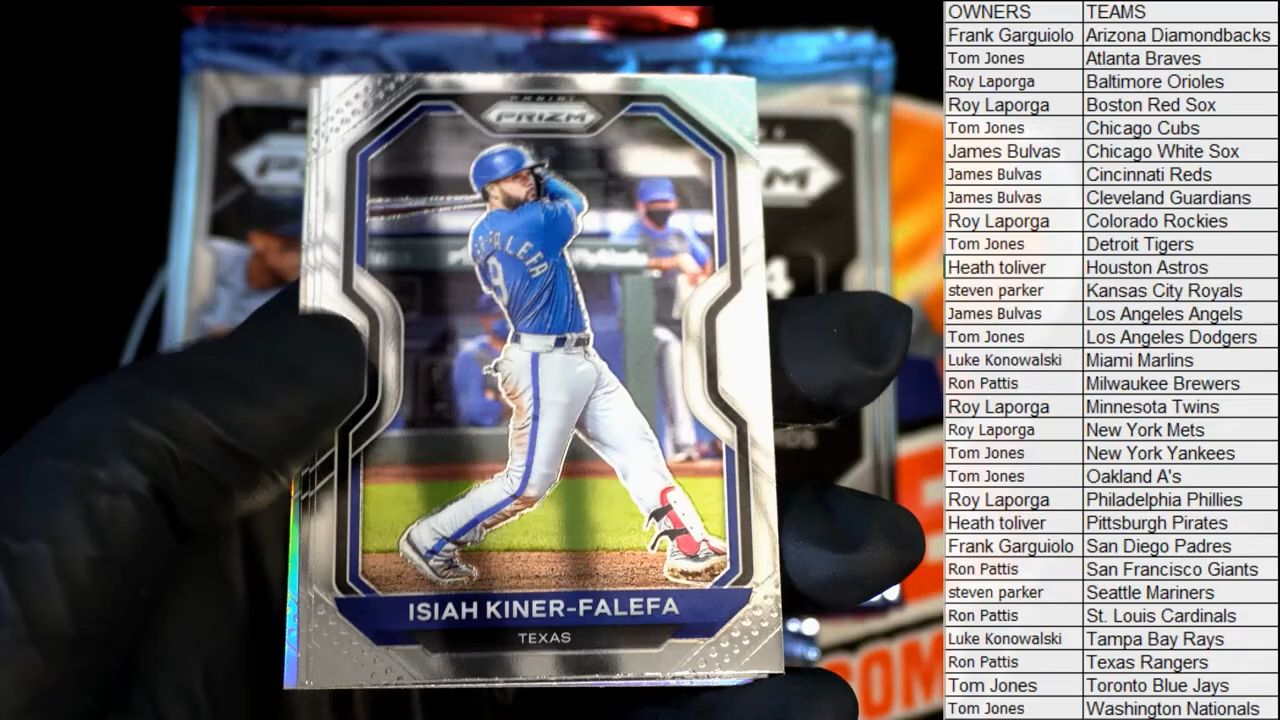 PANINI
PRIZM
FALEFA
9
ISIAH KINER-FALEFA
TEXAS
OWNERS TEAMS
Frank Garguiolo Arizona Diamondbacks
Tom Jones Atlanta Braves
Roy Laporga Baltimore Orioles
Roy Laporga Boston Red Sox
Tom Jones Chicago Cubs
James Bulvas Chicago White Sox
James Bulvas Cincinnati Reds
James Bulvas Cleveland Guardians
Roy Laporga Colorado Rockies
Tom Jones Detroit Tigers
Heath toliver Houston Astros
steven parker Kansas City Royals
James Bulvas Los Angeles Angels
Tom Jones Los Angeles Dodgers
Luke Konowalski Miami Marlins
Ron Pattis Milwaukee Brewers
Roy Laporga Minnesota Twins
Roy Laporga New York Mets
Tom Jones New York Yankees
Tom Jones Oakland A's
Roy Laporga Philadelphia Phillies
Heath toliver Pittsburgh Pirates
Frank Garguiolo San Diego Padres
Ron Pattis San Francisco Giants
steven parker Seattle Mariners
Ron Pattis St. Louis Cardinals
Luke Konowalski Tampa Bay Rays
Ron Pattis Texas Rangers
Tom Jones Toronto Blue Jays
Tom Jones Washington Nationals